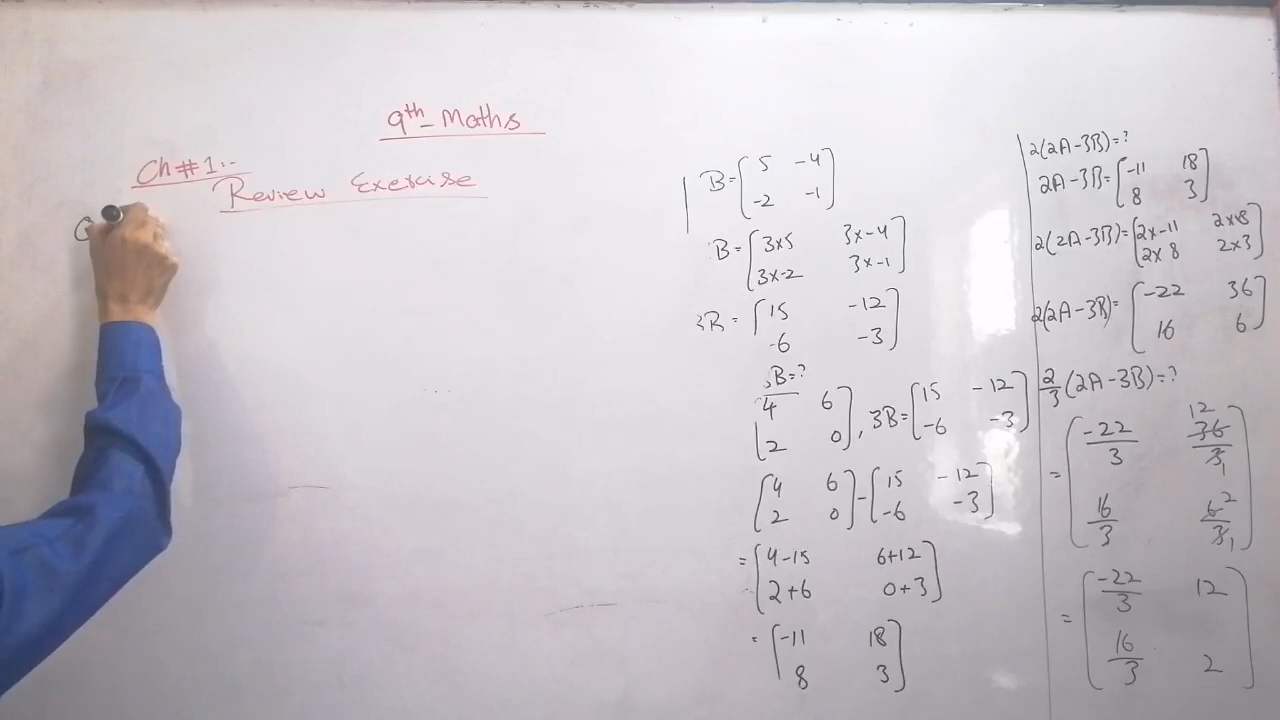 9th - Maths
Ch # 1:-
Review Exercise
B = [5 -4
-2 -1]
B = [3x5 3x-4
3x-2 3x-1]
3B = [15 -12
-6 -3]
B = ?
4 6
2 0], 3B = [15 -12
-6 -3]
[4 6
2 0] - [15 -12
-6 -3]
= [4-15 6+12
2+6 0+3]
= [-11 18
8 3]
2(2A-3B) = ?
2A-3B = [-11 18
8 3]
2(2A-3B) = [2x-11 2x18
2x8 2x3]
2(2A-3B) = [-22 36
16 6]
2/3 (2A-3B) = ?
= [-22/3 36/3 12 1
16/3 6/3 2 1]
= [-22/3 12
16/3 2]